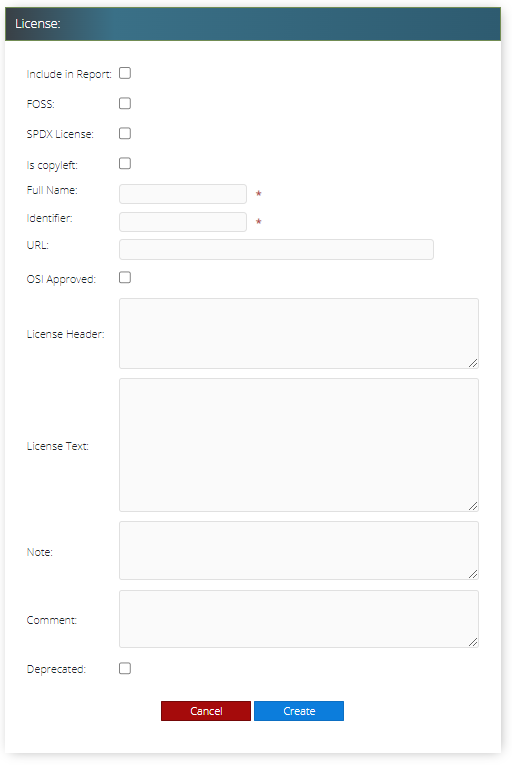 License:
Include in Report:
FOSS:
SPDX License:
Is copyleft:
Full Name:
*
Identifier:
*
URL:
OSI Approved:
License Header:
License Text:
Note:
Comment:
Deprecated:
Cancel Create